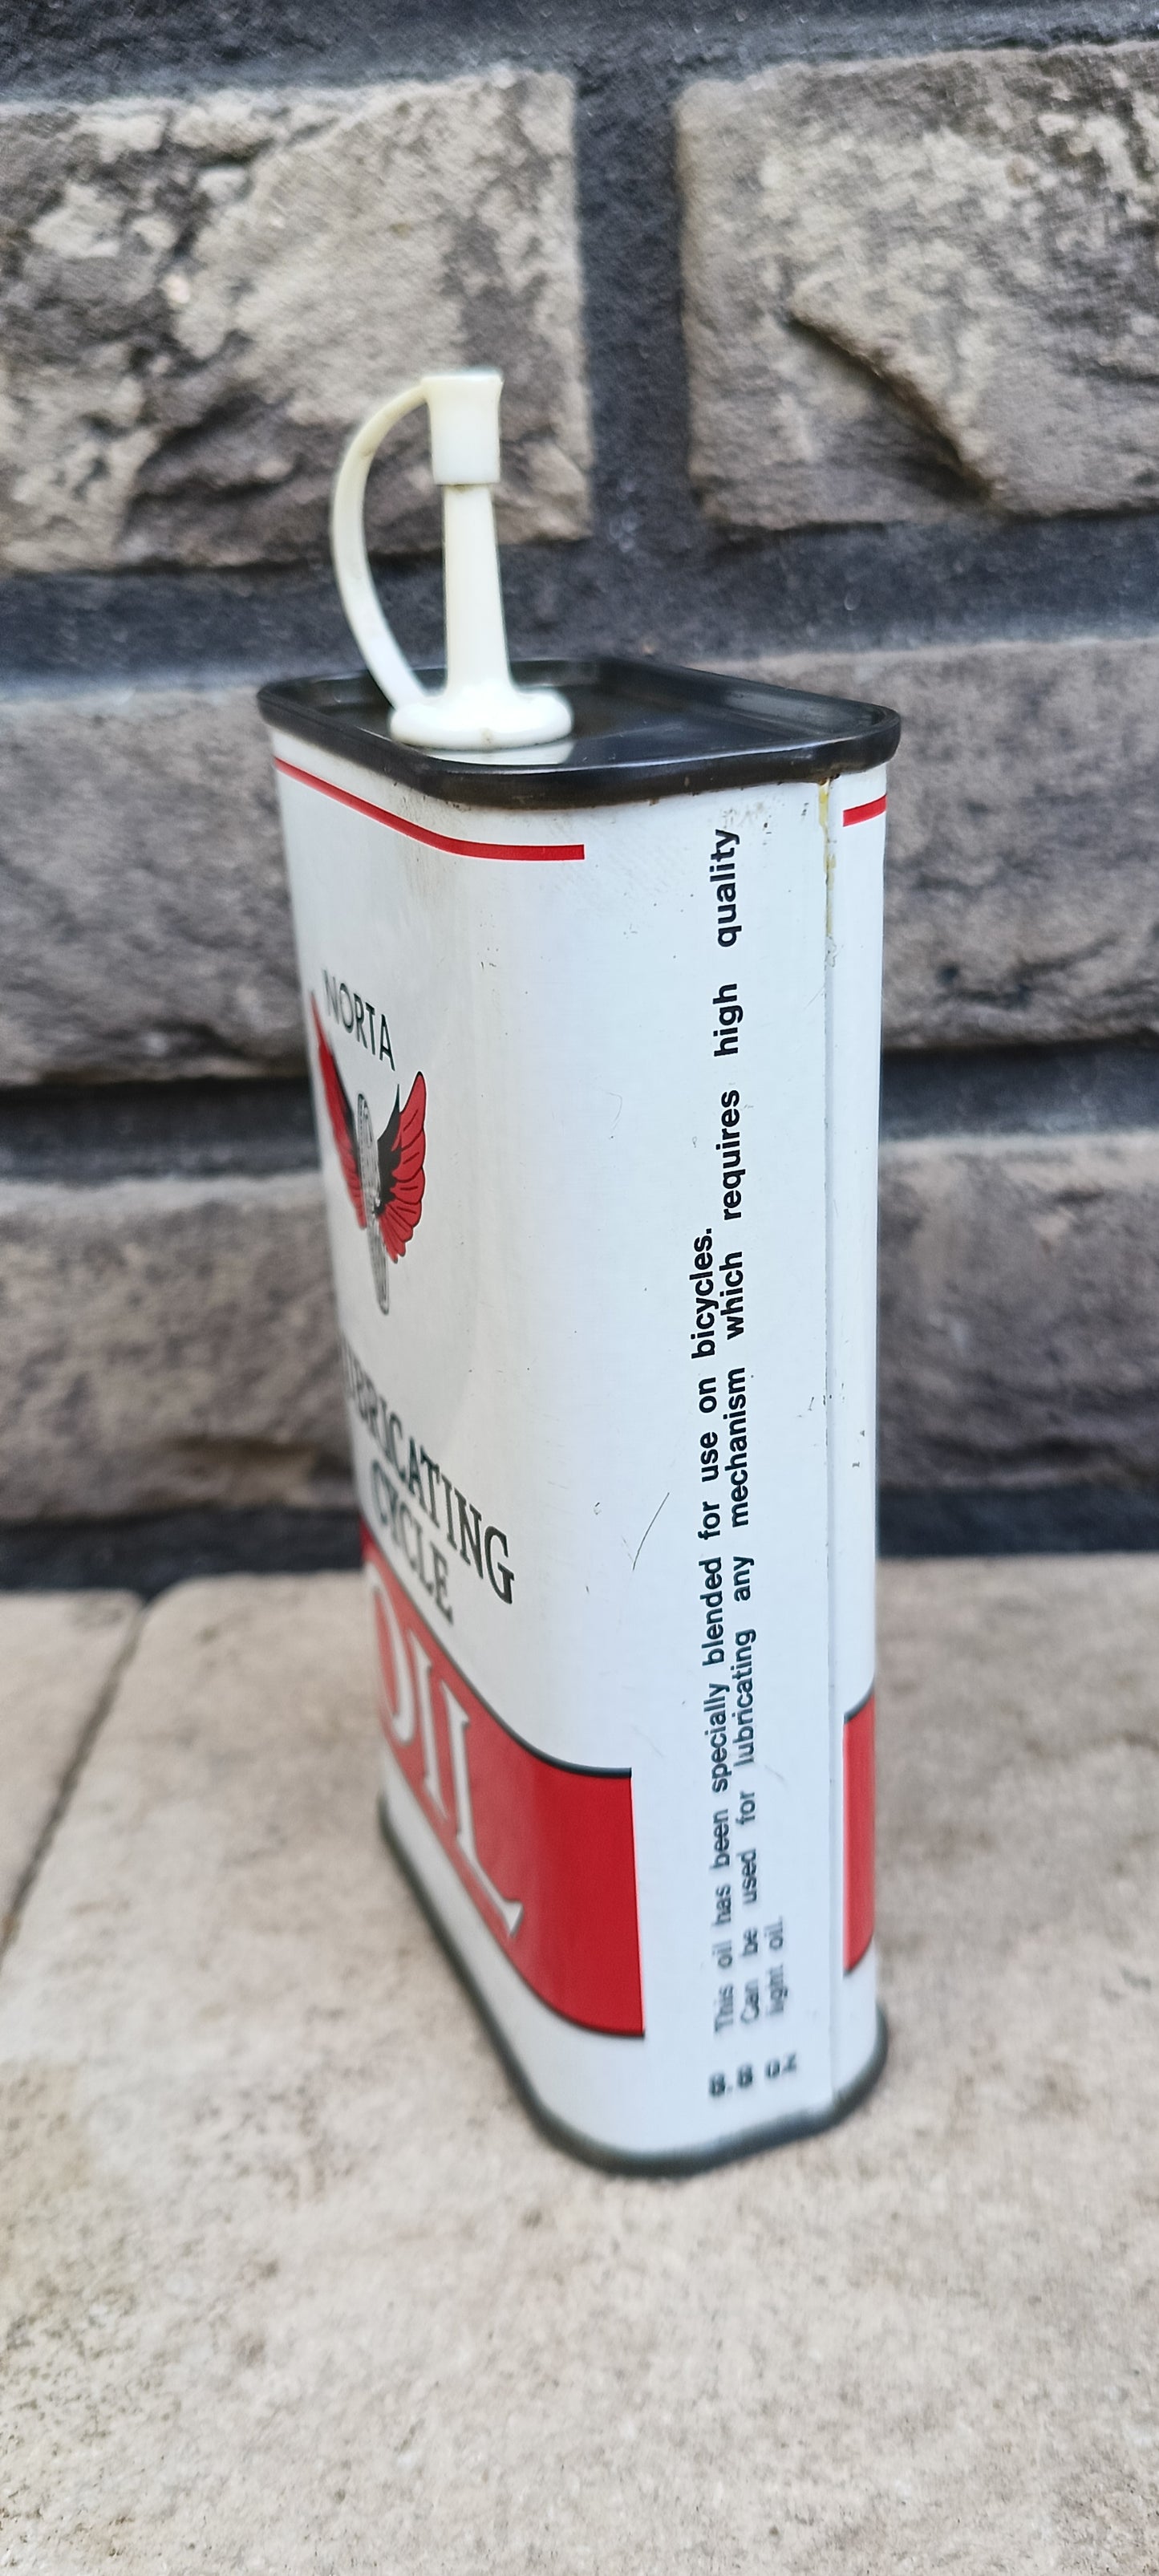 NORTA
UBRICATING
CYCLE
OIL
This oil has been specially blended for use on bicycles.
Can be used for lubricating any mechanism which requires high quality
light oil.